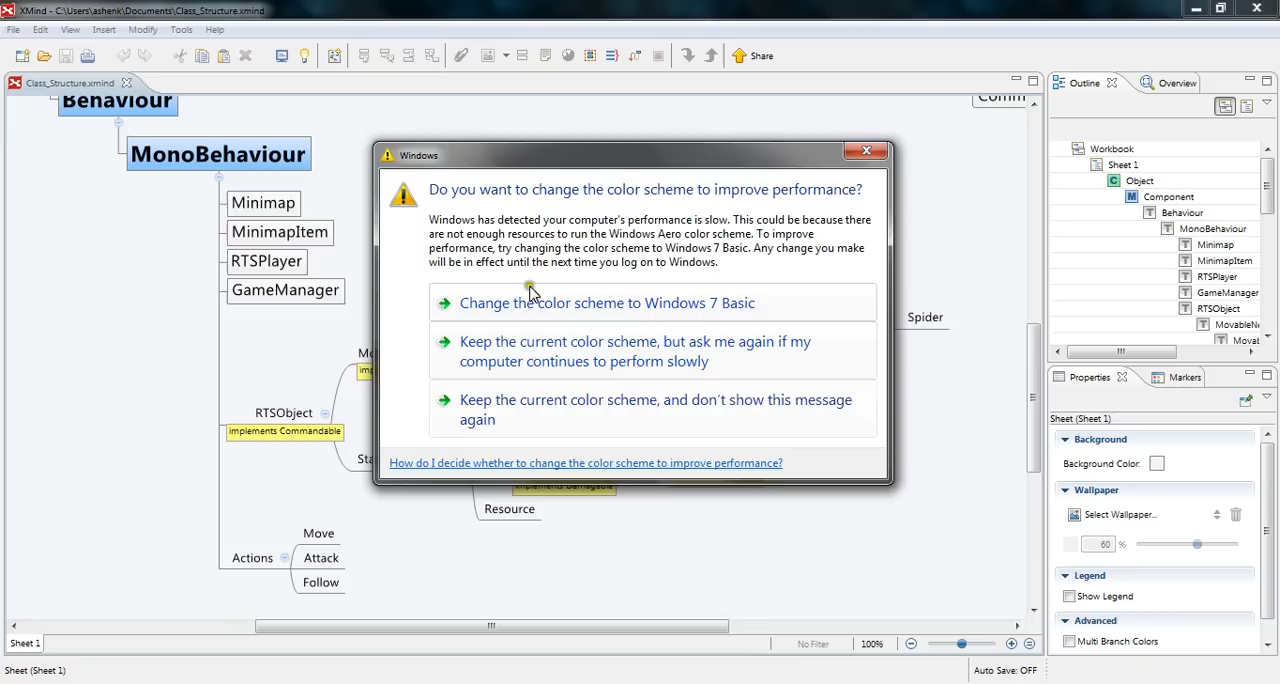 XMind - C:\Users\ashenk\Documents\Class_Structure.xmind
File Edit View Insert Modify Tools Help
Share
Class_Structure.xmind
Behaviour
MonoBehaviour
Minimap
MinimapItem
RTSPlayer
GameManager
RTSObject
implements Commandable
Actions
Move
Attack
Follow
Resource
Spider
Windows
Do you want to change the color scheme to improve performance?
Windows has detected your computer's performance is slow. This could be because there
are not enough resources to run the Windows Aero color scheme. To improve
performance, try changing the color scheme to Windows 7 Basic. Any change you make
will be in effect until the next time you log on to Windows.
Change the color scheme to Windows 7 Basic
Keep the current color scheme, but ask me again if my
computer continues to perform slowly
Keep the current color scheme, and don't show this message
again
How do I decide whether to change the color scheme to improve performance?
Outline Overview
Workbook
Sheet 1
C Object
M Component
T Behaviour
T MonoBehaviour
T Minimap
T MinimapItem
T RTSPlayer
T GameManager
T RTSObject
Properties Markers
Sheet (Sheet 1)
Background
Background Color:
Wallpaper
Select Wallpaper...
60 %
Legend
Show Legend
Advanced
Multi Branch Colors
Sheet 1
No Filter 100%
Sheet (Sheet 1)
Auto Save: OFF